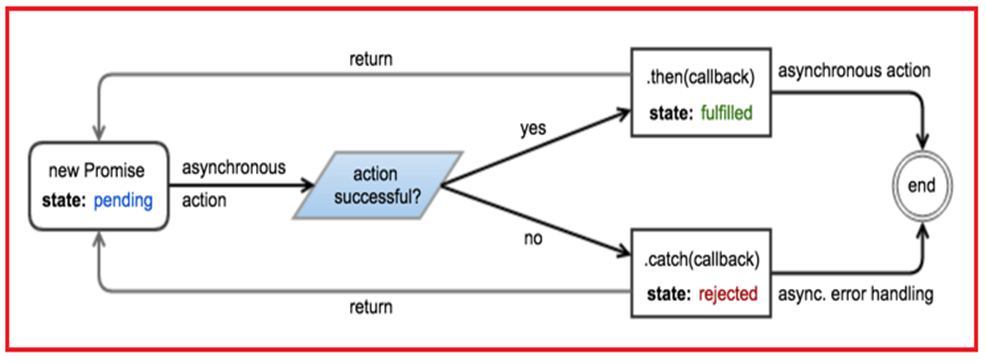 return
.then(callback)
state: fulfilled
asynchronous action
yes
new Promise
state: pending
asynchronous
action
action
successful?
end
no
.catch(callback)
state: rejected
async. error handling
return